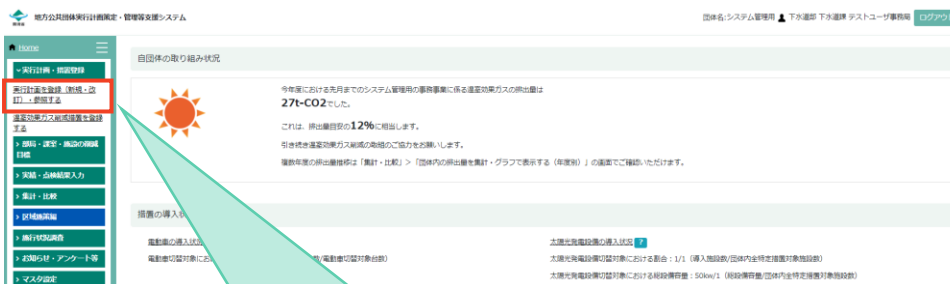 環境省
地方公共団体実行計画策定・管理等支援システム
団体名:システム管理用 下水道部 下水道課 テストユーザ事務局 ログアウ
Home
実行計画・措置登録
実行計画を登録（新規・改
訂）・参照する
温室効果ガス削減措置を登録
する
部局・課室・施設の削減
目標
実績・点検結果入力
集計・比較
区域施策編
施行状況調査
お知らせ・アンケート等
マスタ設定
自団体の取り組み状況
今年度における先月までのシステム管理用の事務事業に係る温室効果ガスの排出量は
27t-CO2でした。
これは、排出量目安の12%に相当します。
引き続き温室効果ガス削減の取組のご協力をお願いします。
複数年度の排出量推移は「集計・比較」>「団体内の排出量を集計・グラフで表示する（年度別）」の画面でご確認いただけます。
措置の導入状
電動車の導入状況
電動車切替対象にお
数/電動車切替対象台数）
太陽光発電設備の導入状況 ?
太陽光発電設備切替対象における割合：1/1（導入施設数/団体内全特定措置対象施設数）
太陽光発電設備切替対象における総設備容量：50kw/1（総設備容量/団体内全特定措置対象施設数）